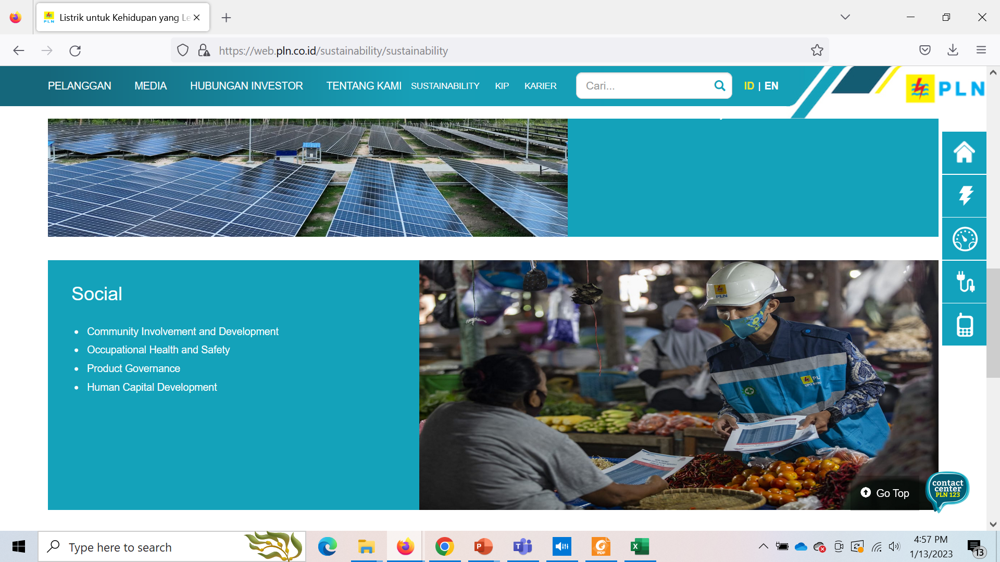 Listrik untuk Kehidupan yang Le
https://web.pln.co.id/sustainability/sustainability
PELANGGAN
MEDIA
HUBUNGAN INVESTOR
TENTANG KAMI
SUSTAINABILITY
KIP
KARIER
Cari...
ID | EN
PLN
Social
Community Involvement and Development
Occupational Health and Safety
Product Governance
Human Capital Development
PLN
Go Top
contact
center
PLN 123
Type here to search
4:57 PM
1/13/2023
13